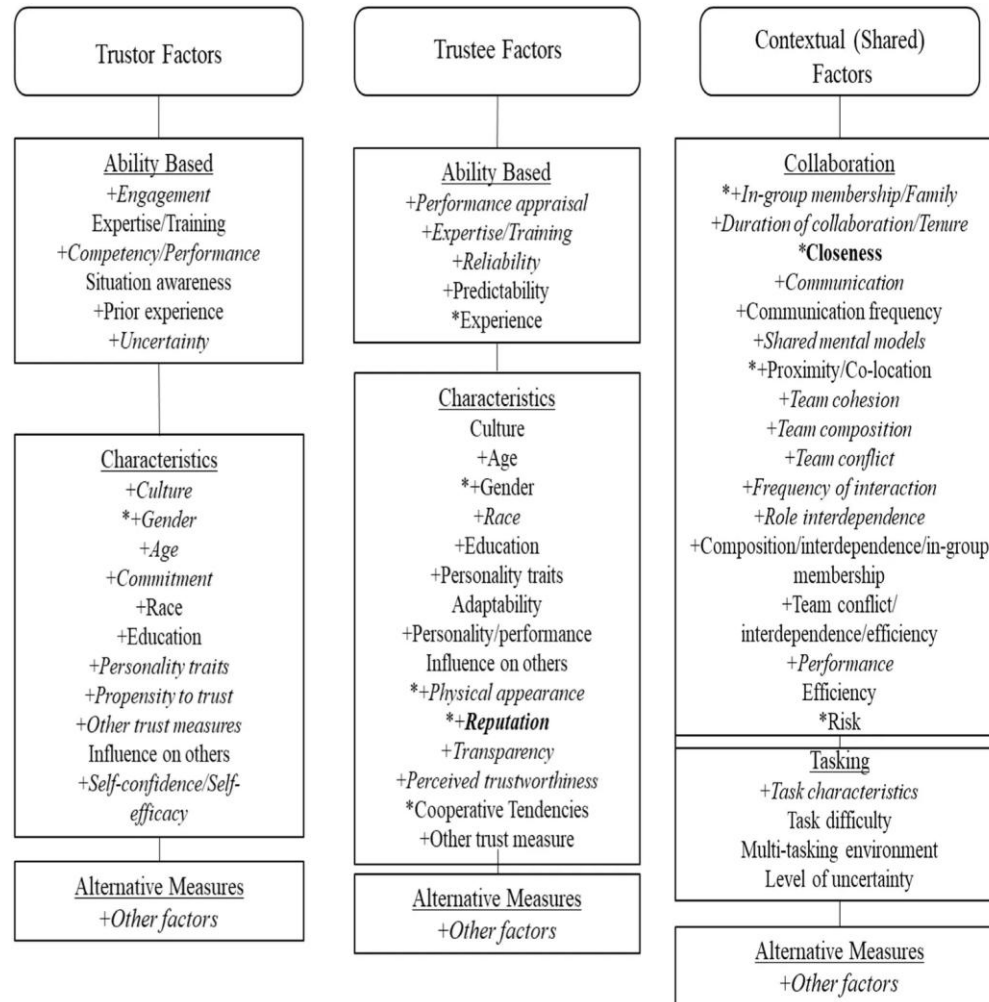 Trustor Factors
Ability Based
+Engagement
Expertise/Training
+Competency/Performance
Situation awareness
+Prior experience
+Uncertainty
Characteristics
+Culture
*+Gender
+Age
+Commitment
+Race
+Education
+Personality traits
+Propensity to trust
+Other trust measures
Influence on others
+Self-confidence/Self-
efficacy
Alternative Measures
+Other factors
Trustee Factors
Ability Based
+Performance appraisal
+Expertise/Training
+Reliability
+Predictability
*Experience
Characteristics
Culture
+Age
*+Gender
+Race
+Education
+Personality traits
Adaptability
+Personality/performance
Influence on others
*+Physical appearance
*+Reputation
+Transparency
+Perceived trustworthiness
*Cooperative Tendencies
+Other trust measure
Alternative Measures
+Other factors
Contextual (Shared)
Factors
Collaboration
*+In-group membership/Family
+Duration of collaboration/Tenure
*Closeness
+Communication
+Communication frequency
+Shared mental models
*+Proximity/Co-location
+Team cohesion
+Team composition
+Team conflict
+Frequency of interaction
+Role interdependence
+Composition/interdependence/in-group
membership
+Team conflict/
interdependence/efficiency
+Performance
Efficiency
*Risk
Tasking
+Task characteristics
Task difficulty
Multi-tasking environment
Level of uncertainty
Alternative Measures
+Other factors